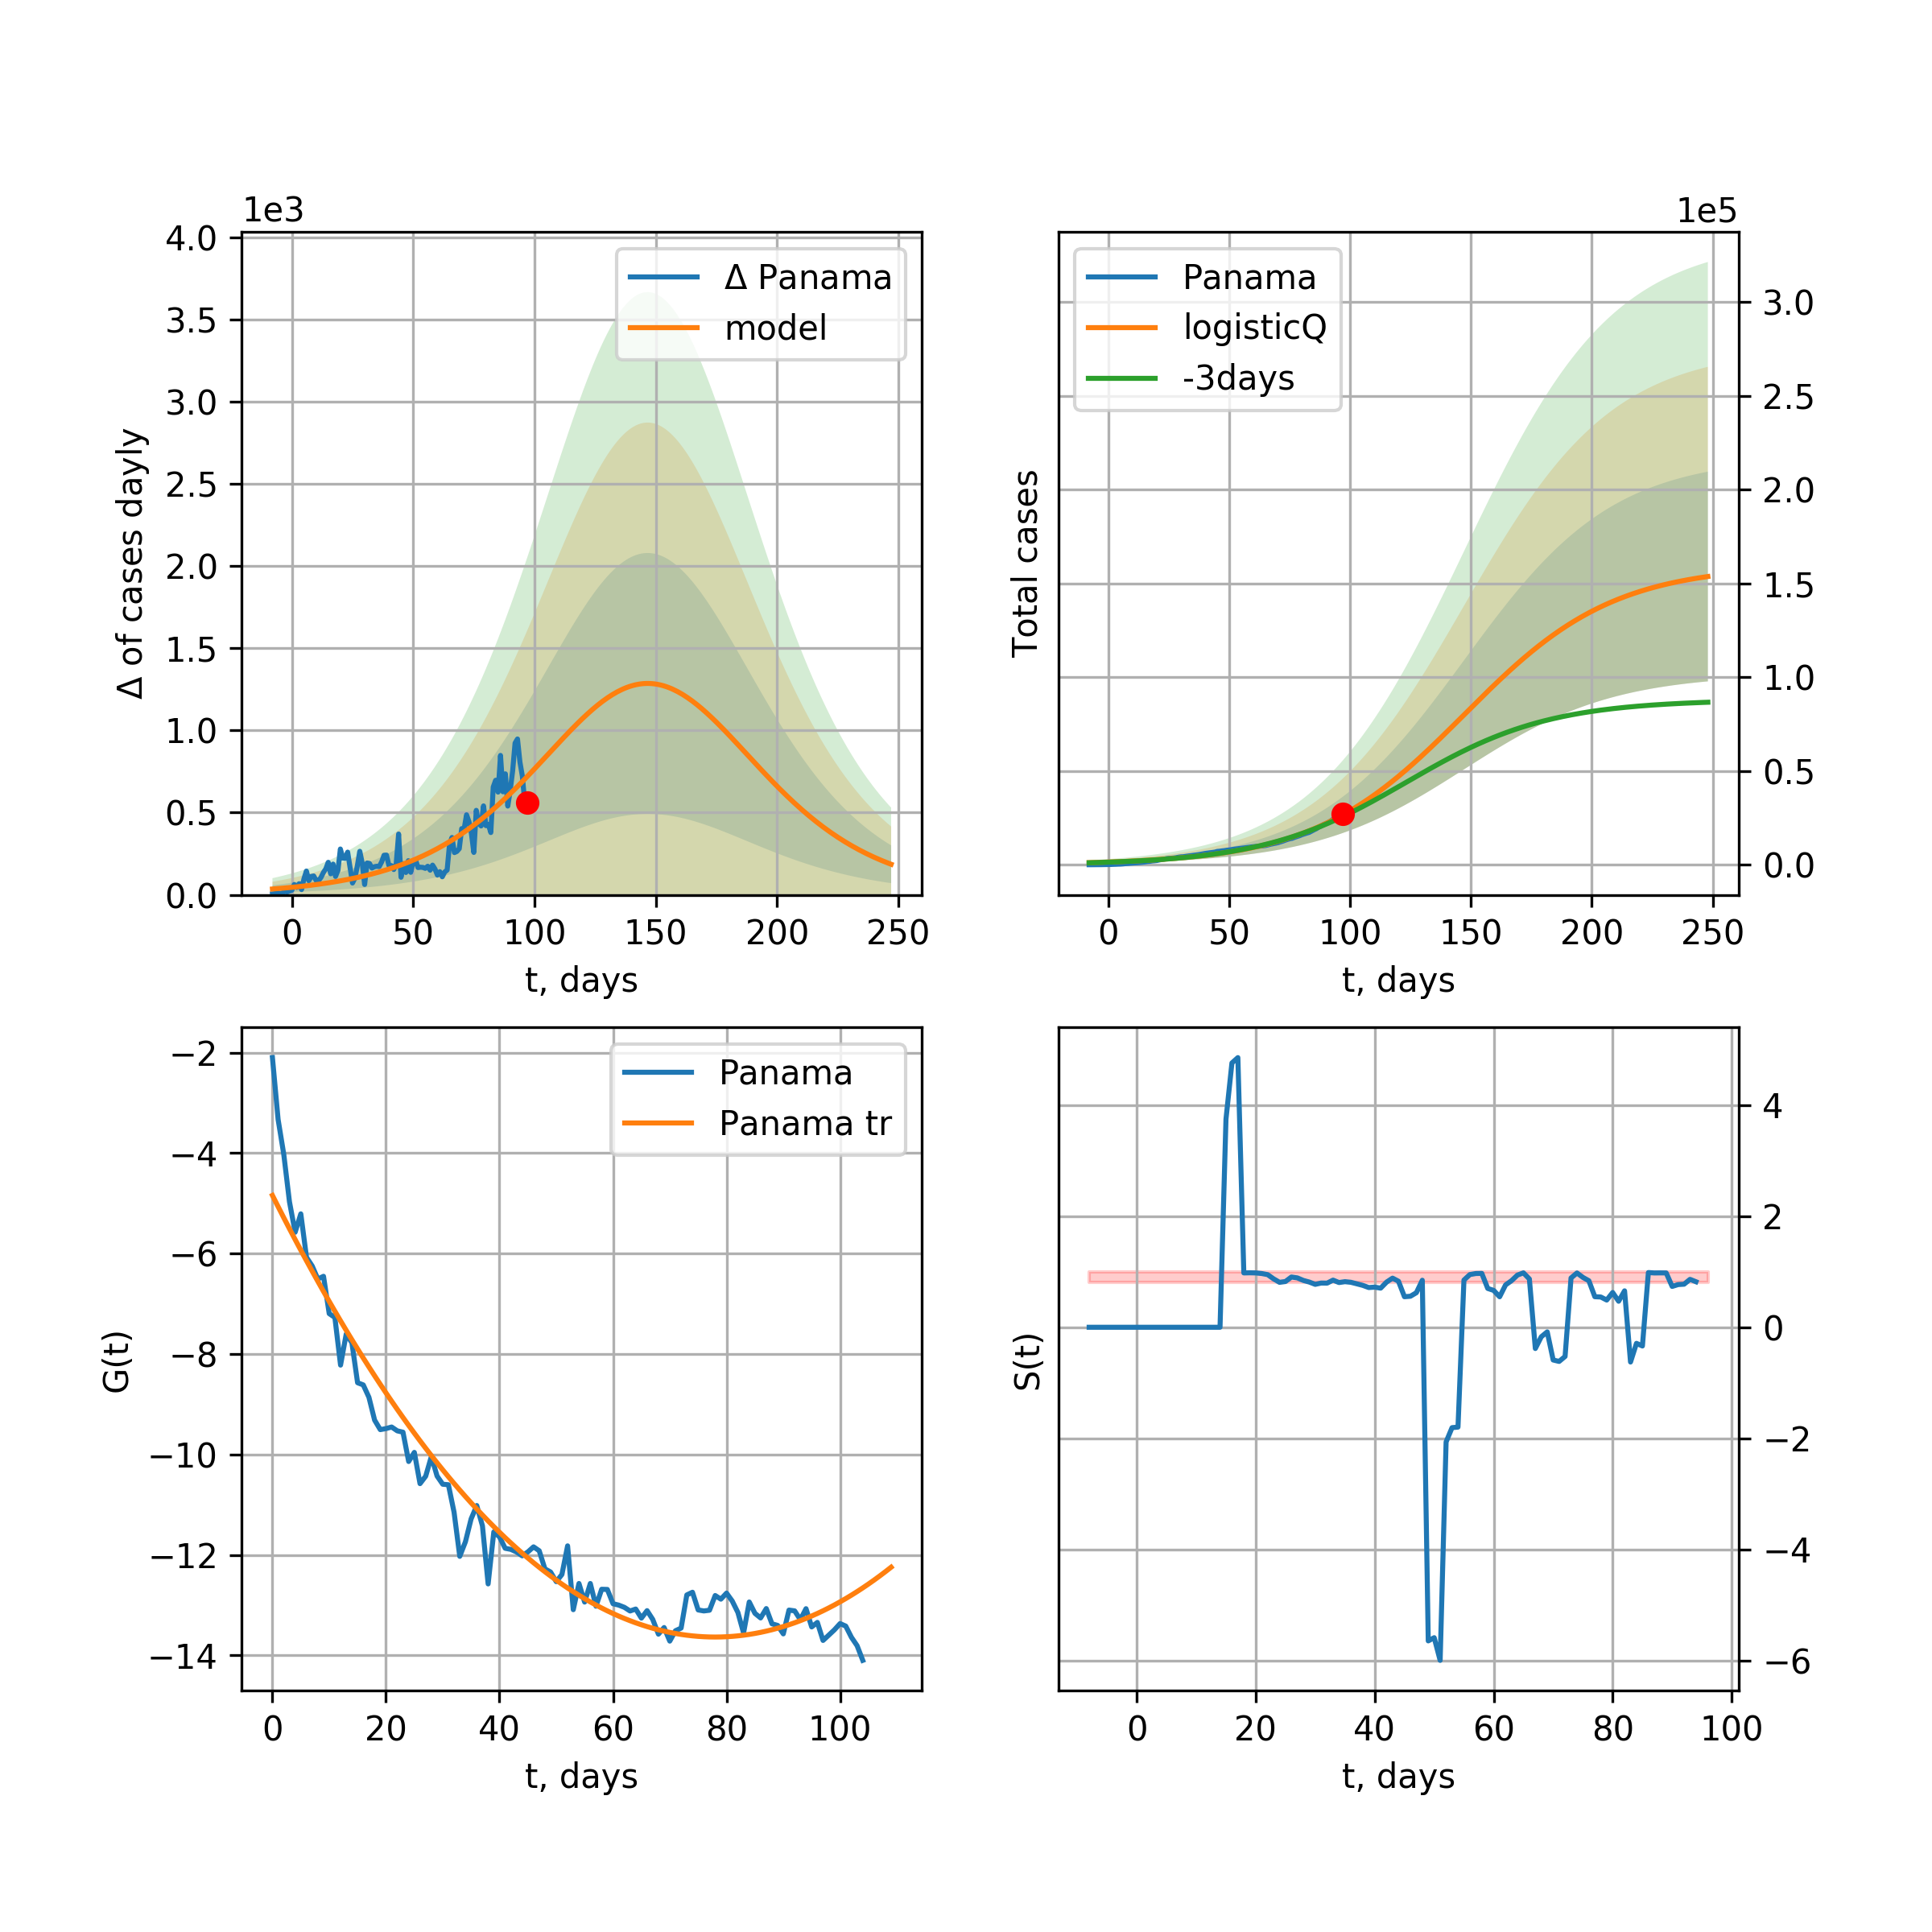 1e3
4.0
3.5
3.0
2.5
2.0
1.5
1.0
0.5
0.0
Δ of cases dayly
Δ Panama
model
0 50 100 150 200 250
t, days
1e5
3.0
2.5
2.0
1.5
1.0
0.5
0.0
Total cases
Panama
logisticQ
-3days
0 50 100 150 200 250
t, days
−2
−4
−6
−8
−10
−12
−14
G(t)
Panama
Panama tr
0 20 40 60 80 100
t, days
4
2
0
−2
−4
−6
S(t)
0 20 40 60 80 100
t, days